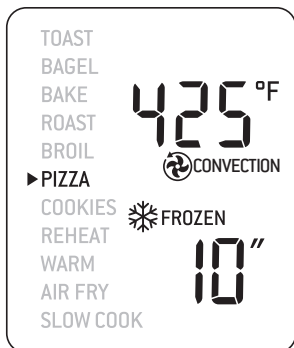 TOAST
BAGEL
BAKE
ROAST
BROIL
▶PIZZA
COOKIES
REHEAT
WARM
AIR FRY
SLOW COOK
425°F
CONVECTION
FROZEN
10"